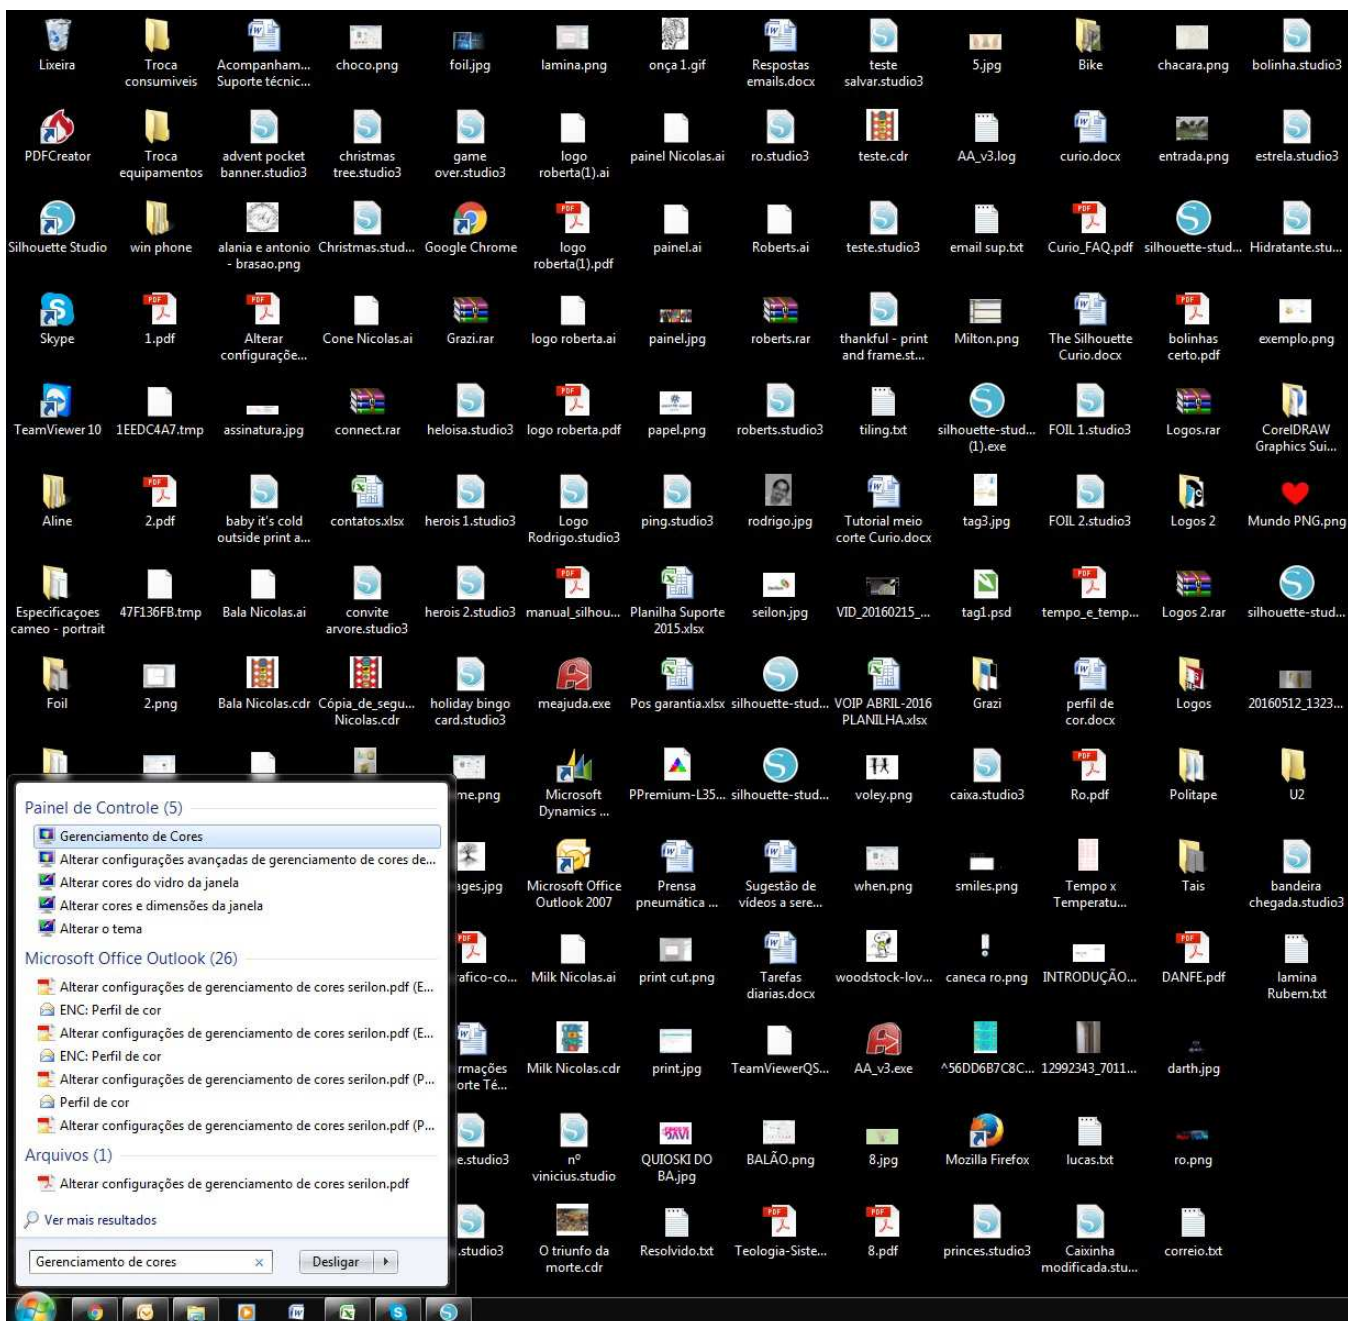 Lixeira
Troca
consumiveis
Acompanham...
Suporte técnic...
choco.png
foil.jpg
lamina.png
onça 1.gif
Respostas
emails.docx
teste
salvar.studio3
5.jpg
Bike
chacara.png
bolinha.studio3
PDFCreator
Troca
equipamentos
advent pocket
banner.studio3
christmas
tree.studio3
game
over.studio3
logo
roberta(1).ai
painel Nicolas.ai
ro.studio3
teste.cdr
AA_v3.log
curio.docx
entrada.png
estrela.studio3
Silhouette Studio
win phone
alania e antonio
- brasao.png
Christmas.stud...
Google Chrome
logo
roberta(1).pdf
painel.ai
Roberts.ai
teste.studio3
email sup.txt
Curio_FAQ.pdf
silhouette-stud...
Hidratante.stu...
Skype
1.pdf
Alterar
configuraçõe...
Cone Nicolas.ai
Grazi.rar
logo roberta.ai
painel.jpg
roberts.rar
thankful - print
and frame.st...
Milton.png
The Silhouette
Curio.docx
bolinhas
certo.pdf
exemplo.png
TeamViewer 10
1EEDC4A7.tmp
assinatura.jpg
connect.rar
heloisa.studio3
logo roberta.pdf
papel.png
roberts.studio3
tiling.txt
silhouette-stud...
(1).exe
FOIL 1.studio3
Logos.rar
CorelDRAW
Graphics Sui...
Aline
2.pdf
baby it's cold
outside print a...
contatos.xlsx
herois 1.studio3
Logo
Rodrigo.studio3
ping.studio3
rodrigo.jpg
Tutorial meio
corte Curio.docx
tag3.jpg
FOIL 2.studio3
Logos 2
Mundo PNG.png
Especificaçoes
cameo - portrait
47F136FB.tmp
Bala Nicolas.ai
convite
arvore.studio3
herois 2.studio3
manual_silhou...
Planilha Suporte
2015.xlsx
seilon.jpg
VID_20160215_...
tag1.psd
tempo_e_temp...
Logos 2.rar
silhouette-stud...
Foil
2.png
Bala Nicolas.cdr
Cópia_de_segu...
Nicolas.cdr
holiday bingo
card.studio3
meajuda.exe
Pos garantia.xlsx
silhouette-stud...
VOIP ABRIL-2016
PLANILHA.xlsx
Grazi
perfil de
cor.docx
Logos
20160512_1323...
me.png
Microsoft
Dynamics ...
PPremium-L35...
silhouette-stud...
voley.png
caixa.studio3
Ro.pdf
Politape
U2
ages.jpg
Microsoft Office
Outlook 2007
Prensa
pneumática ...
Sugestão de
vídeos a sere...
when.png
smiles.png
Tempo x
Temperatu...
Tais
bandeira
chegada.studio3
rafico-co...
Milk Nicolas.ai
print cut.png
Tarefas
diarias.docx
woodstock-lov...
caneca ro.png
INTRODUÇÃO...
DANFE.pdf
lamina
Rubem.txt
rmações
orte Té...
Milk Nicolas.cdr
print.jpg
TeamViewerQS...
AA_v3.exe
^56DD6B7C8C...
12992343_7011...
darth.jpg
e.studio3
nº
vinicius.studio
QUIOSKI DO
BA.jpg
BALÃO.png
8.jpg
Mozilla Firefox
lucas.txt
ro.png
.studio3
O triunfo da
morte.cdr
Resolvido.txt
Teologia-Siste...
8.pdf
princes.studio3
Caixinha
modificada.stu...
correio.txt
Painel de Controle (5)
Gerenciamento de Cores
Alterar configurações avançadas de gerenciamento de cores de...
Alterar cores do vidro da janela
Alterar cores e dimensões da janela
Alterar o tema
Microsoft Office Outlook (26)
Alterar configurações de gerenciamento de cores serilon.pdf (E...
ENC: Perfil de cor
Alterar configurações de gerenciamento de cores serilon.pdf (E...
ENC: Perfil de cor
Alterar configurações de gerenciamento de cores serilon.pdf (P...
Perfil de cor
Alterar configurações de gerenciamento de cores serilon.pdf (P...
Arquivos (1)
Alterar configurações de gerenciamento de cores serilon.pdf
Ver mais resultados
Gerenciamento de cores
Desligar